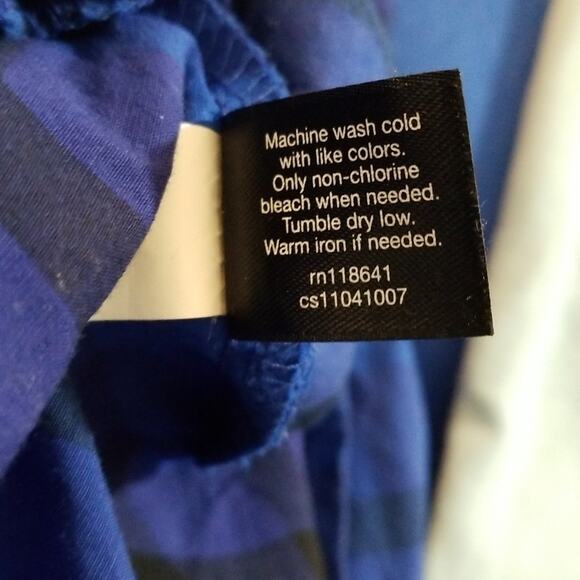 Machine wash cold
with like colors.
Only non-chlorine
bleach when needed.
Tumble dry low.
Warm iron if needed.
rn118641
cs11041007